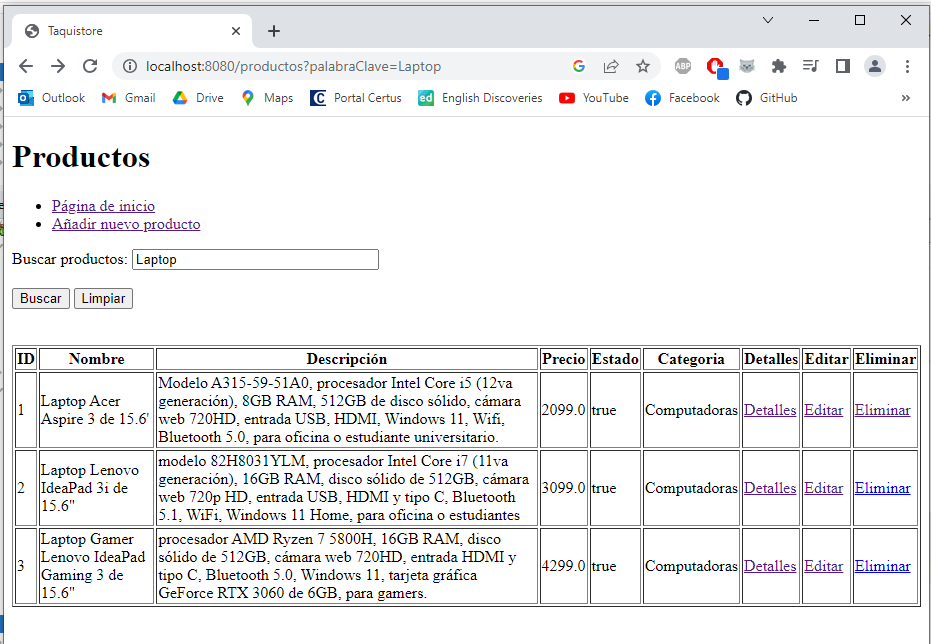 Taquistore
localhost:8080/productos?palabraClave=Laptop
Outlook Gmail Drive Maps Portal Certus English Discoveries YouTube Facebook GitHub »
Productos
Página de inicio
Añadir nuevo producto
Buscar productos: Laptop
Buscar Limpiar
ID Nombre Descripción Precio Estado Categoria Detalles Editar Eliminar
1 Laptop Acer Aspire 3 de 15.6' Modelo A315-59-51A0, procesador Intel Core i5 (12va generación), 8GB RAM, 512GB de disco sólido, cámara web 720HD, entrada USB, HDMI, Windows 11, Wifi, Bluetooth 5.0, para oficina o estudiante universitario. 2099.0 true Computadoras Detalles Editar Eliminar
2 Laptop Lenovo IdeaPad 3i de 15.6" modelo 82H8031YLM, procesador Intel Core i7 (11va generación), 16GB RAM, disco sólido de 512GB, cámara web 720p HD, entrada USB, HDMI y tipo C, Bluetooth 5.1, WiFi, Windows 11 Home, para oficina o estudiantes 3099.0 true Computadoras Detalles Editar Eliminar
3 Laptop Gamer Lenovo IdeaPad Gaming 3 de 15.6" procesador AMD Ryzen 7 5800H, 16GB RAM, disco sólido de 512GB, cámara web 720HD, entrada HDMI y tipo C, Bluetooth 5.0, Windows 11, tarjeta gráfica GeForce RTX 3060 de 6GB, para gamers. 4299.0 true Computadoras Detalles Editar Eliminar